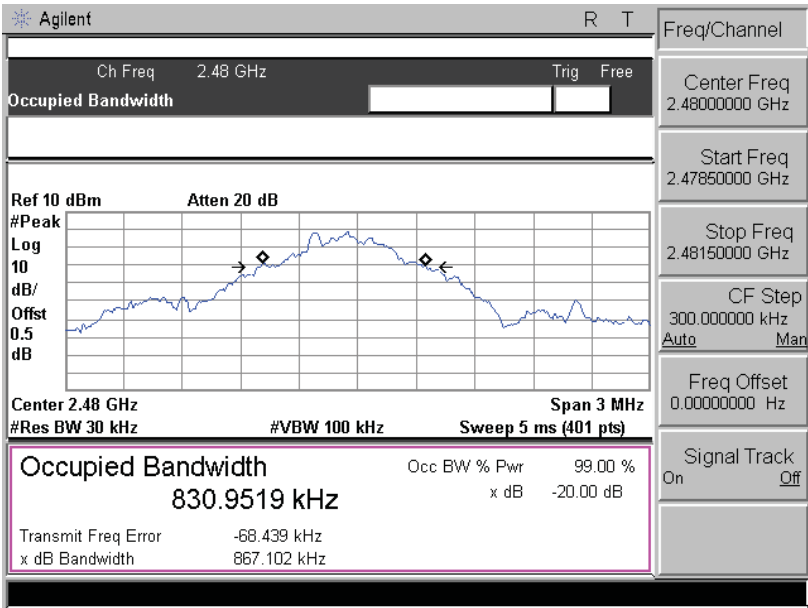 Agilent R T
Ch Freq 2.48 GHz Trig Free
Occupied Bandwidth
Ref 10 dBm Atten 20 dB
#Peak
Log
10
dB/
Offst
0.5
dB
Center 2.48 GHz Span 3 MHz
#Res BW 30 kHz #VBW 100 kHz Sweep 5 ms (401 pts)
Occupied Bandwidth
830.9519 kHz
Occ BW % Pwr 99.00 %
x dB -20.00 dB
Transmit Freq Error -68.439 kHz
x dB Bandwidth 867.102 kHz
Freq/Channel
Center Freq
2.48000000 GHz
Start Freq
2.47850000 GHz
Stop Freq
2.48150000 GHz
CF Step
300.000000 kHz
Auto Man
Freq Offset
0.00000000 Hz
Signal Track
On Off